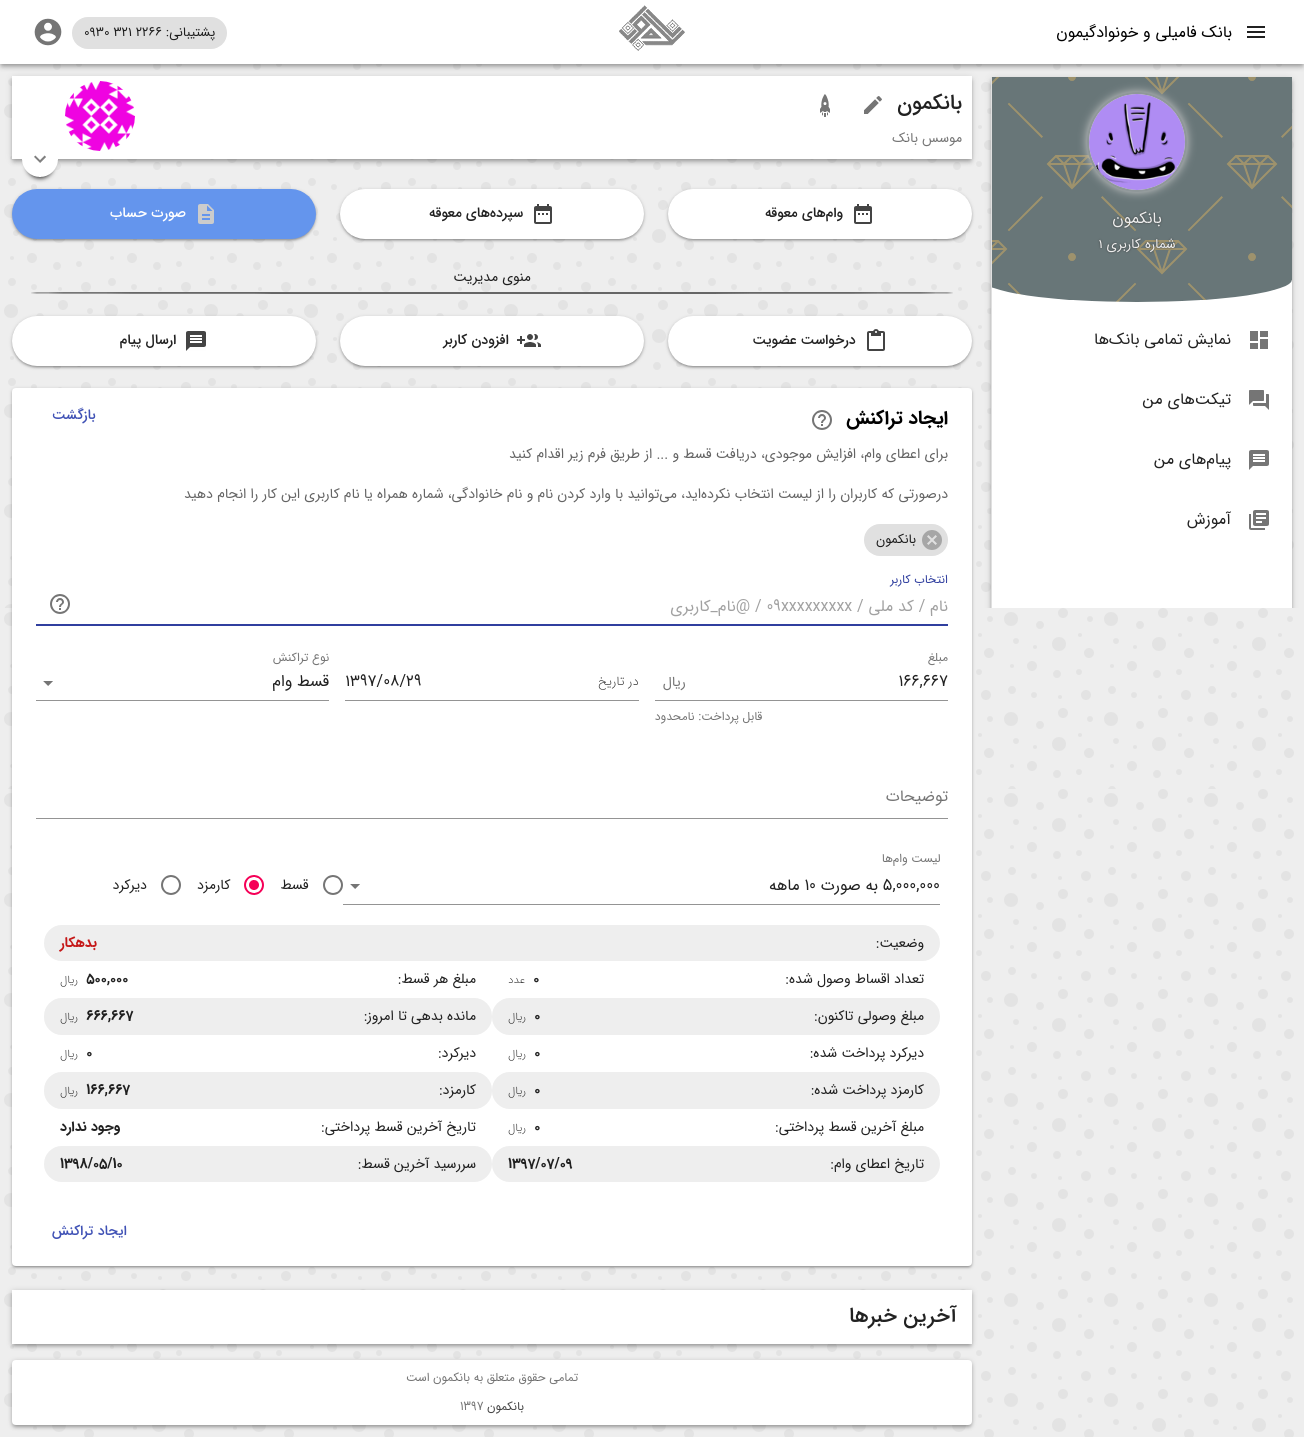 بانک فامیلی و خونوادگیمون
پشتیبانی: ۲۲۶۶ ۳۲۱ ۰۹۳۰
بانکمون
شماره کاربری ۱
نمایش تمامی بانک‌ها
تیکت‌های من
پیام‌های من
آموزش
بانکمون
موسس بانک
وام‌های معوقه
سپرده‌های معوقه
صورت حساب
منوی مدیریت
درخواست عضویت
افزودن کاربر
ارسال پیام
ایجاد تراکنش
بازگشت
برای اعطای وام، افزایش موجودی، دریافت قسط و ... از طریق فرم زیر اقدام کنید
درصورتی که کاربران را از لیست انتخاب نکرده‌اید، می‌توانید با وارد کردن نام و نام خانوادگی، شماره همراه یا نام کاربری این کار را انجام دهید
بانکمون
انتخاب کاربر
نام / کد ملی / ۰۹xxxxxxxxx / @نام_کاربری
مبلغ
۱۶۶,۶۶۷ ریال
قابل پرداخت: نامحدود
در تاریخ ۱۳۹۷/۰۸/۲۹
نوع تراکنش
قسط وام
توضیحات
لیست وام‌ها
۵,۰۰۰,۰۰۰ به صورت ۱۰ ماهه
قسط
کارمزد
دیرکرد
وضعیت: بدهکار
تعداد اقساط وصول شده: ۰ عدد
مبلغ هر قسط: ۵۰۰,۰۰۰ ریال
مبلغ وصولی تاکنون: ۰ ریال
مانده بدهی تا امروز: ۶۶۶,۶۶۷ ریال
دیرکرد پرداخت شده: ۰ ریال
دیرکرد: ۰ ریال
کارمزد پرداخت شده: ۰ ریال
کارمزد: ۱۶۶,۶۶۷ ریال
مبلغ آخرین قسط پرداختی: ۰ ریال
تاریخ آخرین قسط پرداختی: وجود ندارد
تاریخ اعطای وام: ۱۳۹۷/۰۷/۰۹
سررسید آخرین قسط: ۱۳۹۸/۰۵/۱۰
ایجاد تراکنش
آخرین خبرها
تمامی حقوق متعلق به بانکمون است
بانکمون ۱۳۹۷